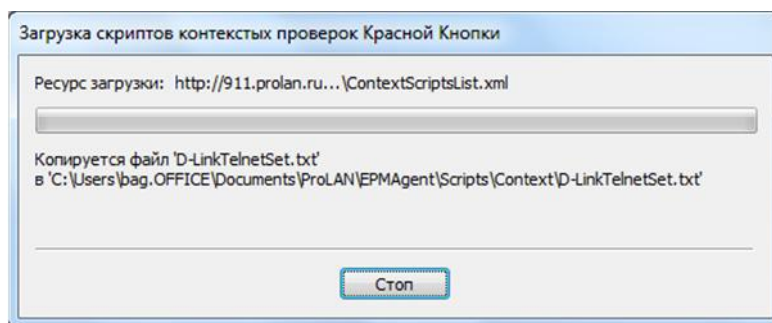 Загрузка скриптов контекстых проверок Красной Кнопки
Ресурс загрузки: http://911.prolan.ru...\ContextScriptsList.xml
Копируется файл 'D-LinkTelnetSet.txt'
в 'C:\Users\bag.OFFICE\Documents\ProLAN\EPMAgent\Scripts\Context\D-LinkTelnetSet.txt'
Стоп